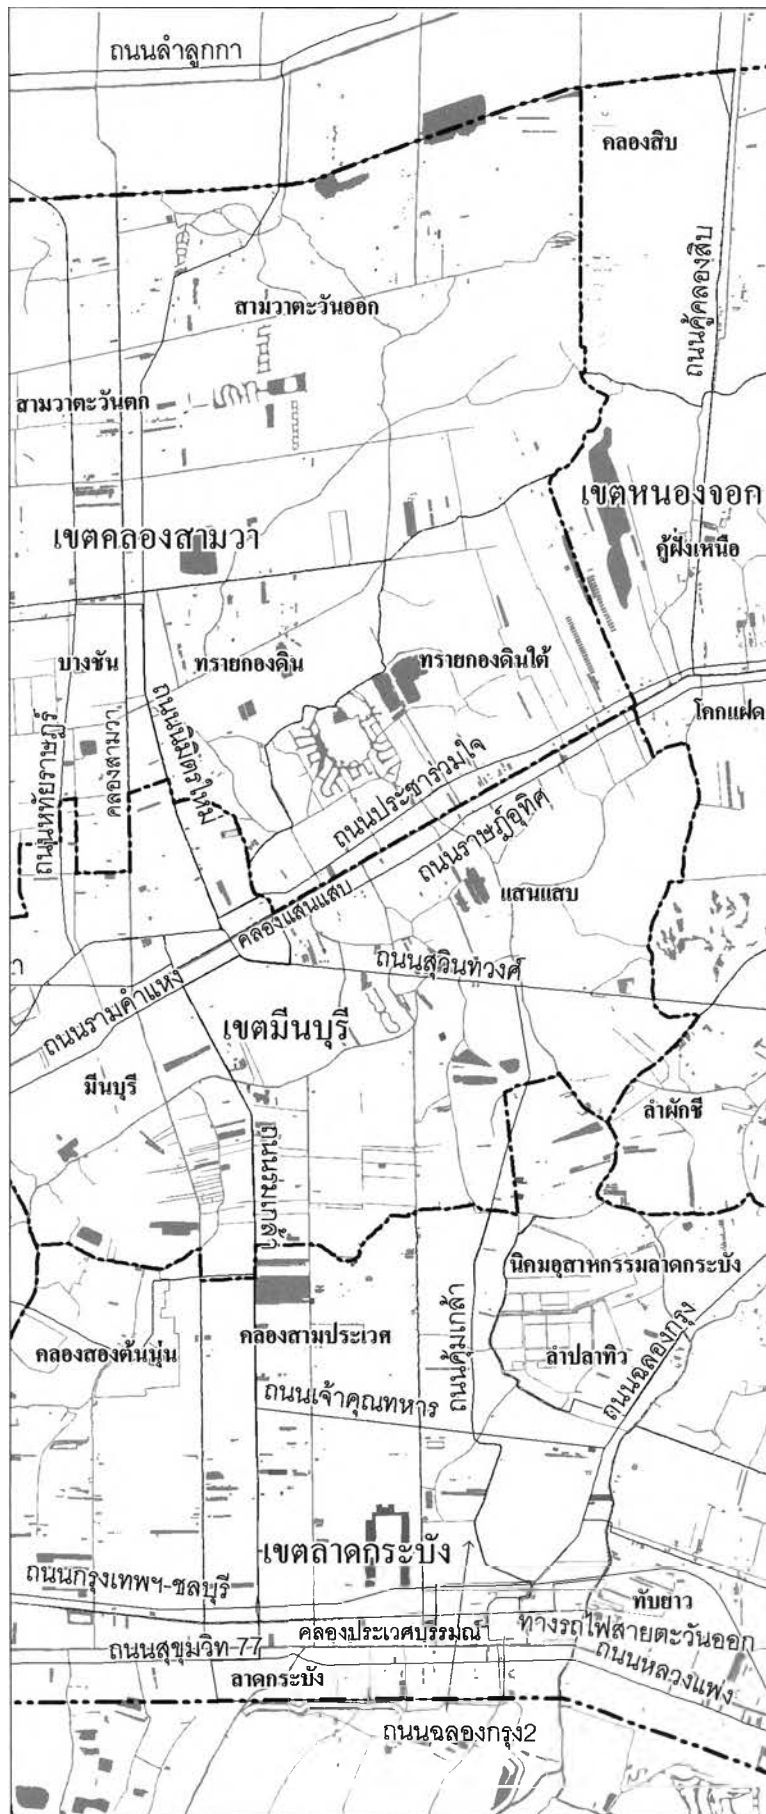 ถนนลำลูกกา
คลองสิบ
ถนนคู้คลองสิบ
สามวาตะวันออก
สามวาตะวันตก
เขตหนองจอก
เขตคลองสามวา
คู้ฝั่งเหนือ
บางชัน
ทรายกองดิน
ทรายกองดินใต้
โคกแฝด
ถนนหทัยราษฎร์
คลองสามวา
ถนนนิมิตรใหม่
ถนนประชาร่วมใจ
ถนนราษฎร์อุทิศ
แสนแสบ
คลองแสนแสบ
ถนนสุวินทวงศ์
ถนนรามคำแหง
เขตมีนบุรี
มีนบุรี
ลำผักชี
ถนนร่มเกล้า
นิคมอุสาหกรรมลาดกระบัง
คลองสามประเวศ
คลองสองต้นนุ่น
ลำปลาทิว
ถนนคุ้มเกล้า
ถนนฉลองกรุง
ถนนเจ้าคุณทหาร
เขตลาดกระบัง
ถนนกรุงเทพฯ-ชลบุรี
ทับยาว
คลองประเวศบุรีรมณ์
ทางรถไฟสายตะวันออก
ถนนสุขุมวิท 77
ถนนหลวงแพ่ง
ลาดกระบัง
ถนนฉลองกรุง2